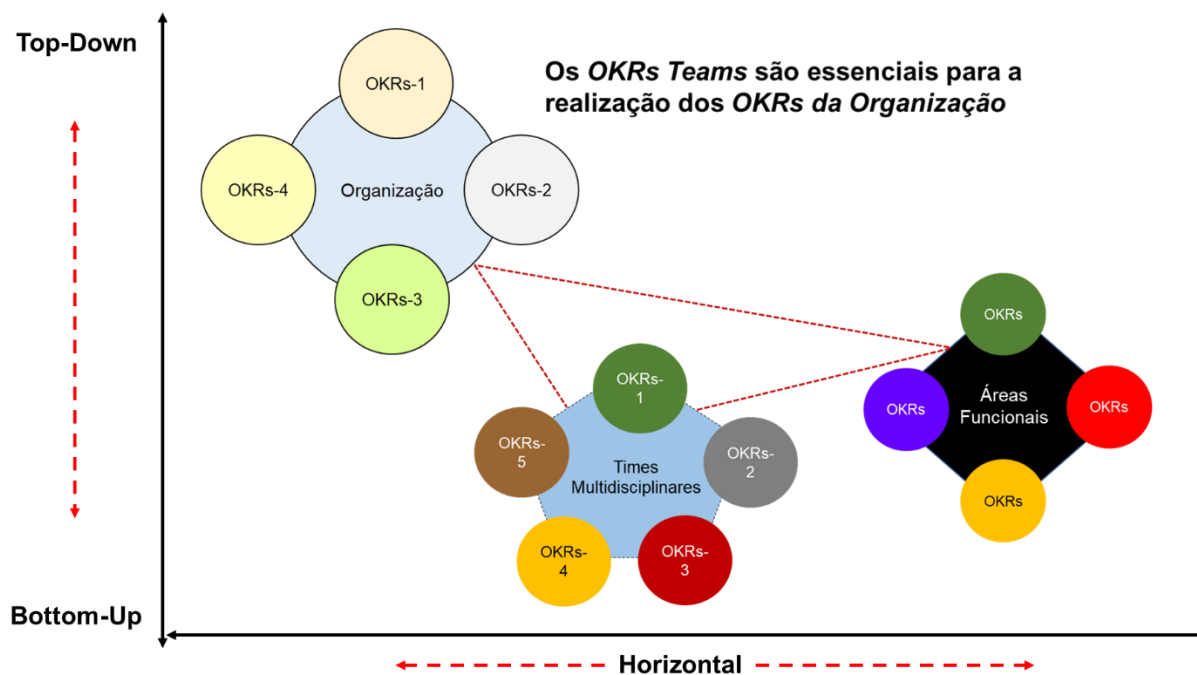 Top-Down
Os OKRs Teams são essenciais para a
realização dos OKRs da Organização
OKRs-1
OKRs-4
Organização
OKRs-2
OKRs-3
OKRs
OKRs-
1
OKRs
Áreas
Funcionais
OKRs
OKRs-
5
Times
Multidisciplinares
OKRs-
2
OKRs
OKRs-
4
OKRs-
3
Bottom-Up
Horizontal